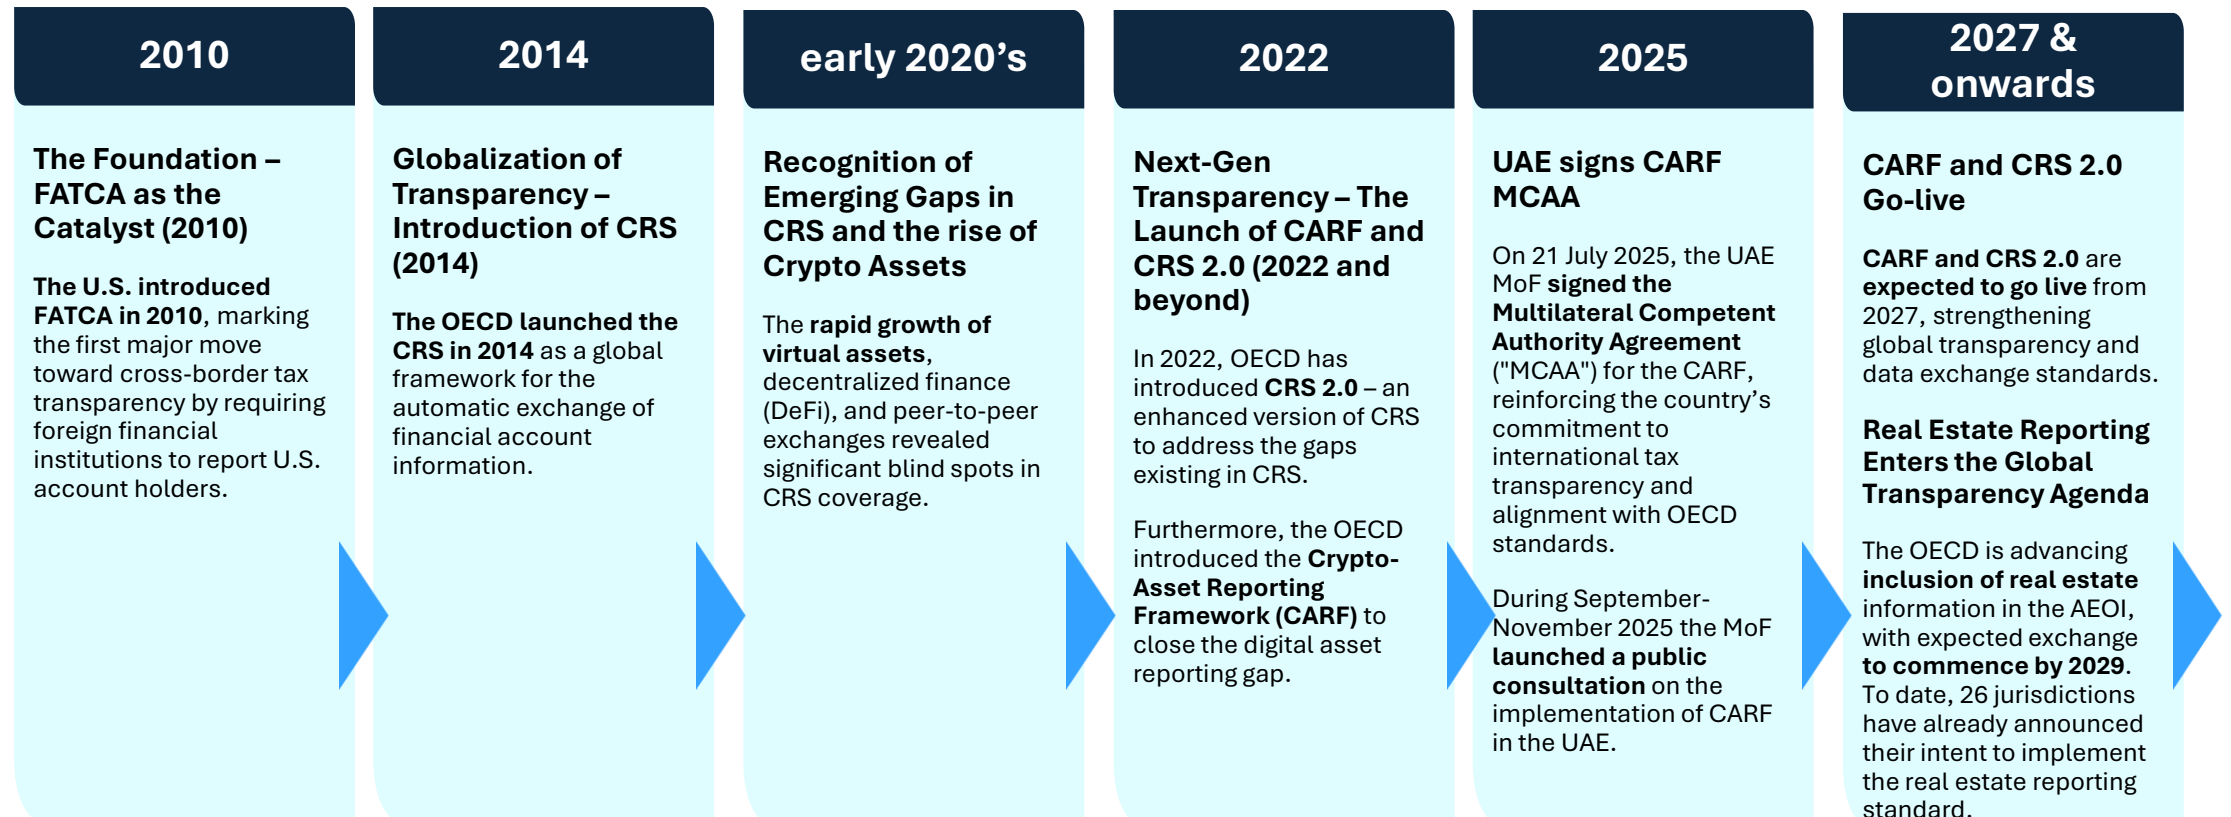 2010
The Foundation –
FATCA as the
Catalyst (2010)
The U.S. introduced
FATCA in 2010, marking
the first major move
toward cross-border tax
transparency by requiring
foreign financial
institutions to report U.S.
account holders.
2014
Globalization of
Transparency –
Introduction of CRS
(2014)
The OECD launched the
CRS in 2014 as a global
framework for the
automatic exchange of
financial account
information.
early 2020’s
Recognition of
Emerging Gaps in
CRS and the rise of
Crypto Assets
The rapid growth of
virtual assets,
decentralized finance
(DeFi), and peer-to-peer
exchanges revealed
significant blind spots in
CRS coverage.
2022
Next-Gen
Transparency – The
Launch of CARF and
CRS 2.0 (2022 and
beyond)
In 2022, OECD has
introduced CRS 2.0 – an
enhanced version of CRS
to address the gaps
existing in CRS.
Furthermore, the OECD
introduced the Crypto-
Asset Reporting
Framework (CARF) to
close the digital asset
reporting gap.
2025
UAE signs CARF
MCAA
On 21 July 2025, the UAE
MoF signed the
Multilateral Competent
Authority Agreement
("MCAA") for the CARF,
reinforcing the country’s
commitment to
international tax
transparency and
alignment with OECD
standards.
During September-
November 2025 the MoF
launched a public
consultation on the
implementation of CARF
in the UAE.
2027 &
onwards
CARF and CRS 2.0
Go-live
CARF and CRS 2.0 are
expected to go live from
2027, strengthening
global transparency and
data exchange standards.
Real Estate Reporting
Enters the Global
Transparency Agenda
The OECD is advancing
inclusion of real estate
information in the AEOI,
with expected exchange
to commence by 2029.
To date, 26 jurisdictions
have already announced
their intent to implement
the real estate reporting
standard.